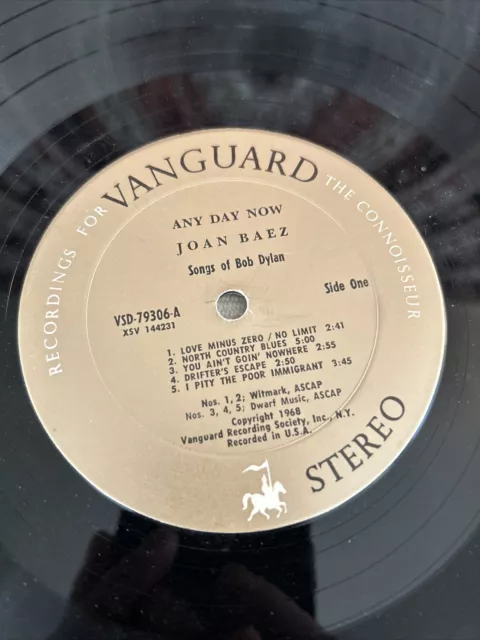 RECORDINGS FOR VANGUARD THE CONNOISSEUR
ANY DAY NOW
JOAN BAEZ
Songs of Bob Dylan
VSD-79306-A
XSV 144231
Side One
1. LOVE MINUS ZERO / NO LIMIT 2:41
2. NORTH COUNTRY BLUES 5:00
3. YOU AIN'T GOIN' NOWHERE 2:55
4. DRIFTER'S ESCAPE 2:50
5. I PITY THE POOR IMMIGRANT 3:45
Nos. 1, 2; Witmark, ASCAP
Nos. 3, 4, 5; Dwarf Music, ASCAP
Copyright 1968
Vanguard Recording Society, Inc., N.Y.
Recorded in U.S.A.
STEREO